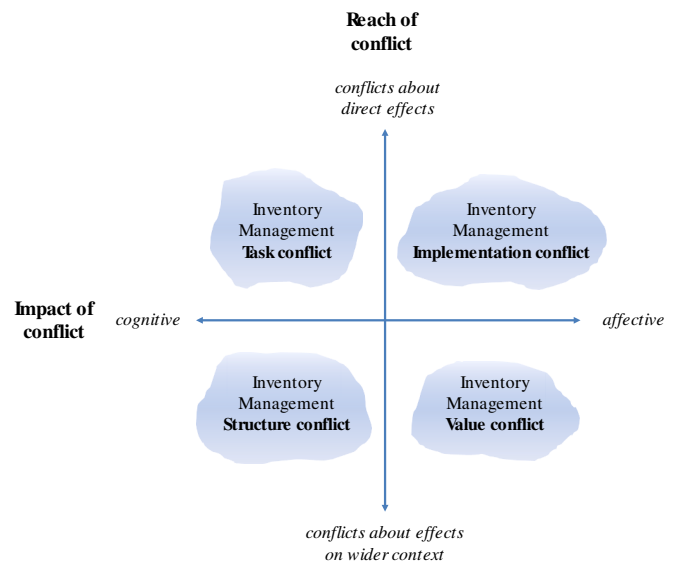 Reach of
conflict
conflicts about
direct effects
Inventory
Management
Task conflict
Inventory
Management
Implementation conflict
Impact of
conflict
cognitive
affective
Inventory
Management
Structure conflict
Inventory
Management
Value conflict
conflicts about effects
on wider context